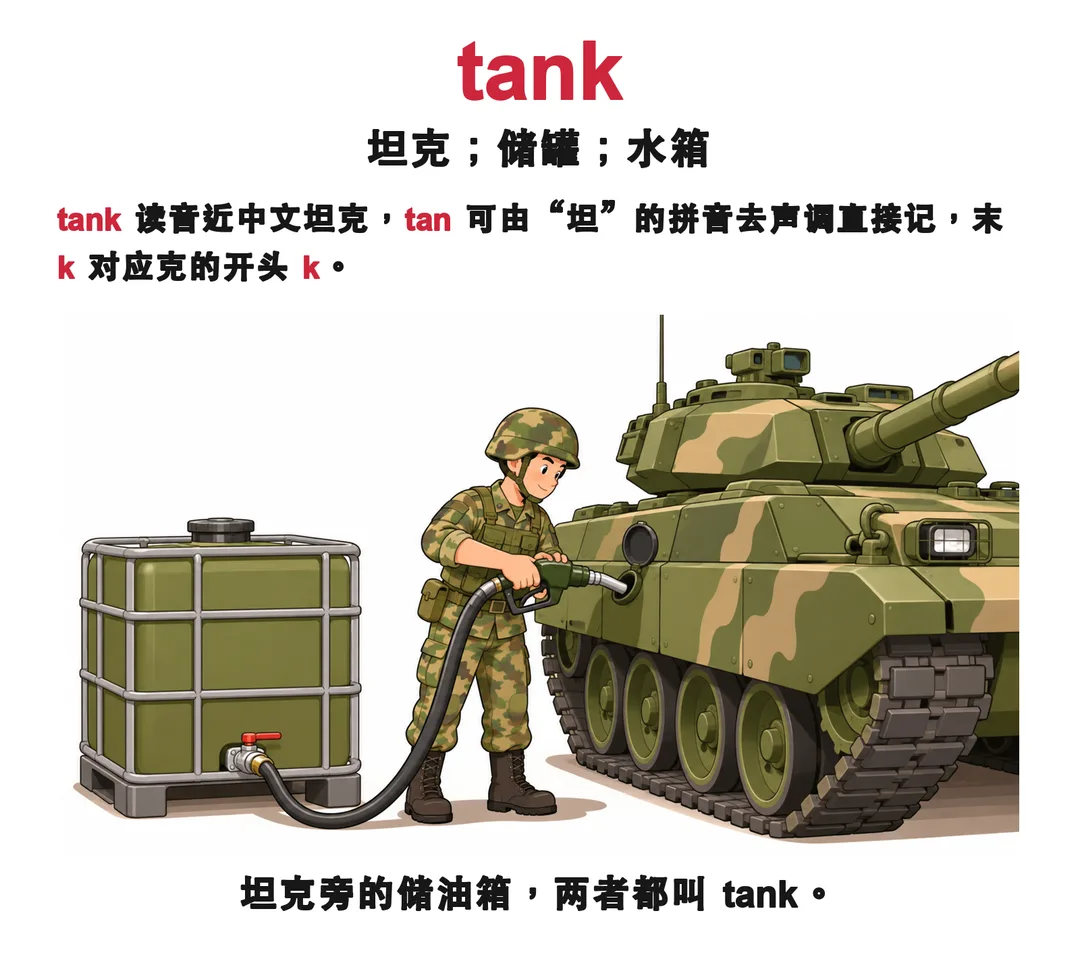 tank
坦克；储罐；水箱
tank 读音近中文坦克，tan 可由“坦”的拼音去声调直接记，末
k 对应克的开头 k。
坦克旁的储油箱，两者都叫 tank。